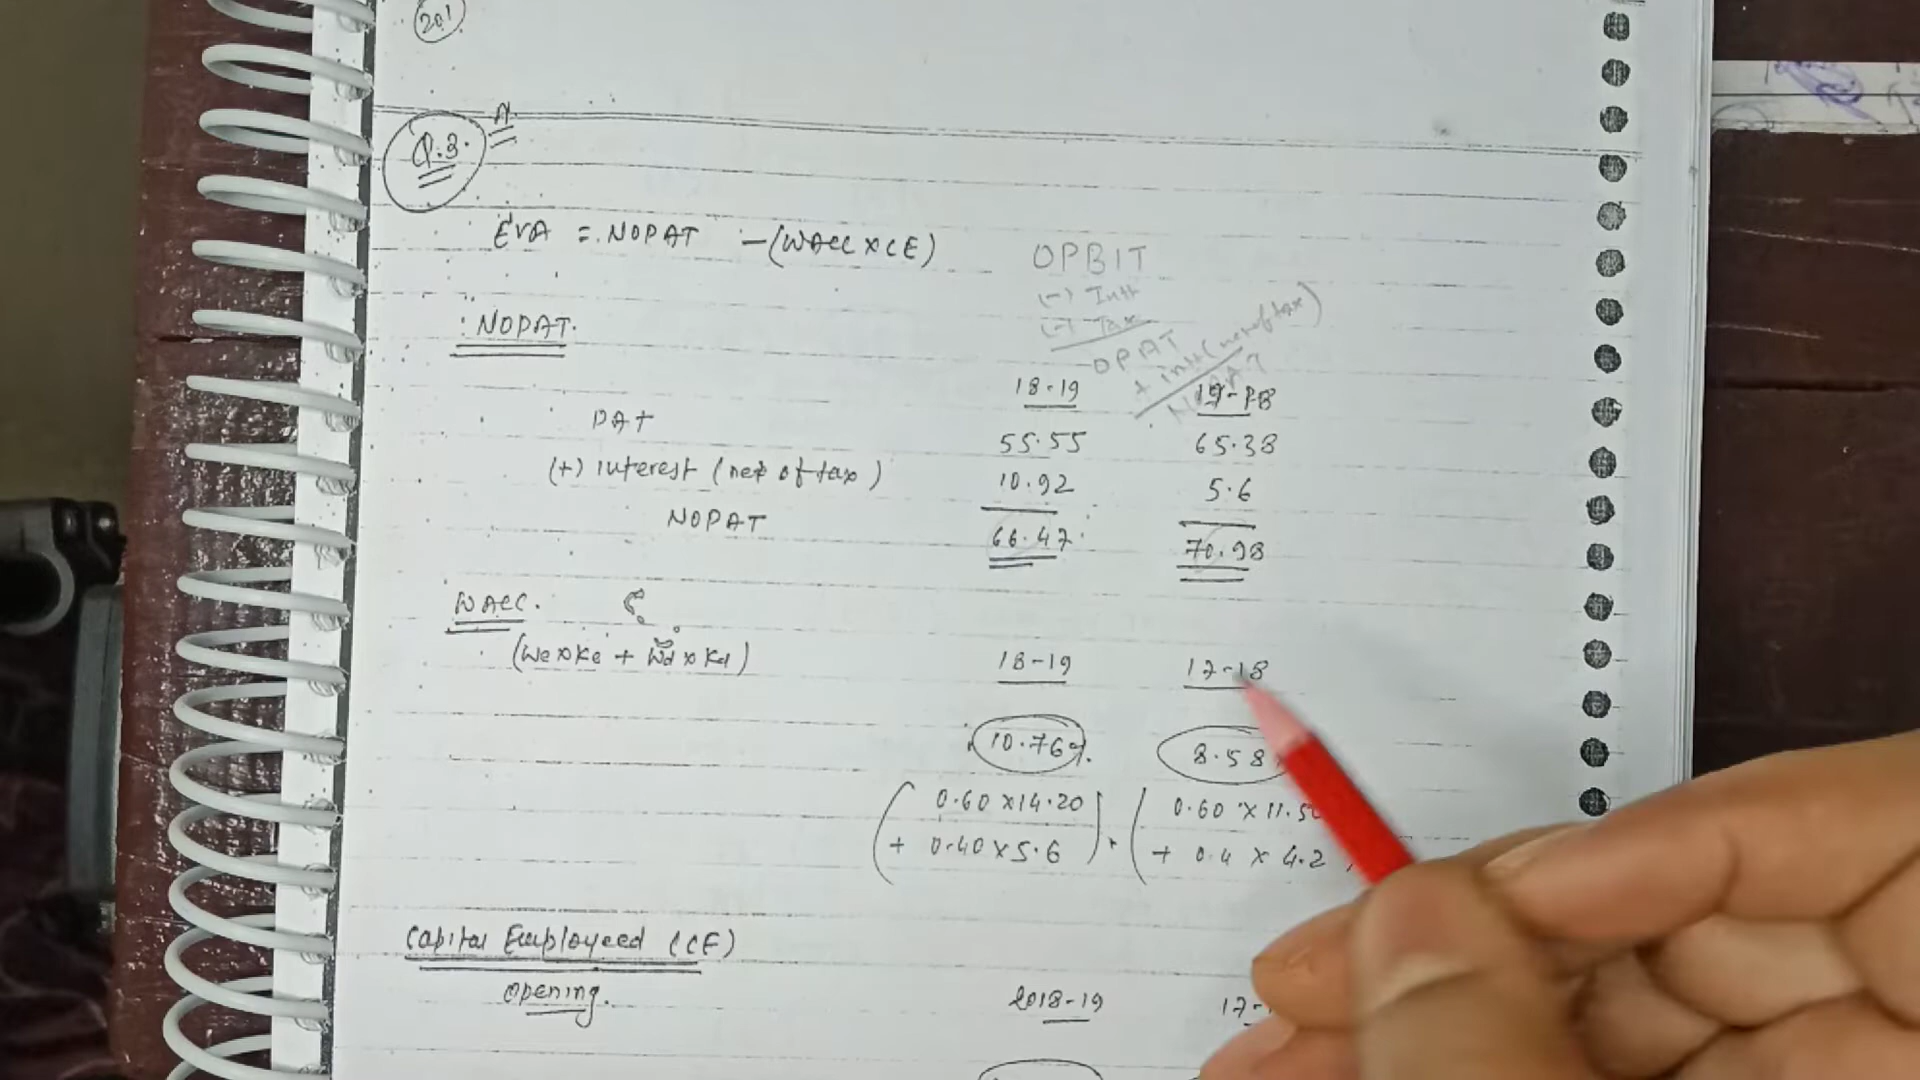 201
Q.3. A
EVA = NOPAT - (WACC X CE)
OPBIT
(-) Intt
(-) Tax
OPAT
+ intt (net of tax)
: NOPAT.
18-19
PAT 55.55 65.38
(+) interest (net of tax) 10.92 5.6
NOPAT 66.47 70.98
WACC.
(We x Ke + Wd x Kd) 18-19 17-18
10.76% 8.58
( 0.60 x 14.20 ) ( 0.60 x 11.5
+ 0.40 x 5.6 + 0.4 x 4.2
Capital Employeed (CE)
Opening. 2018-19 17-